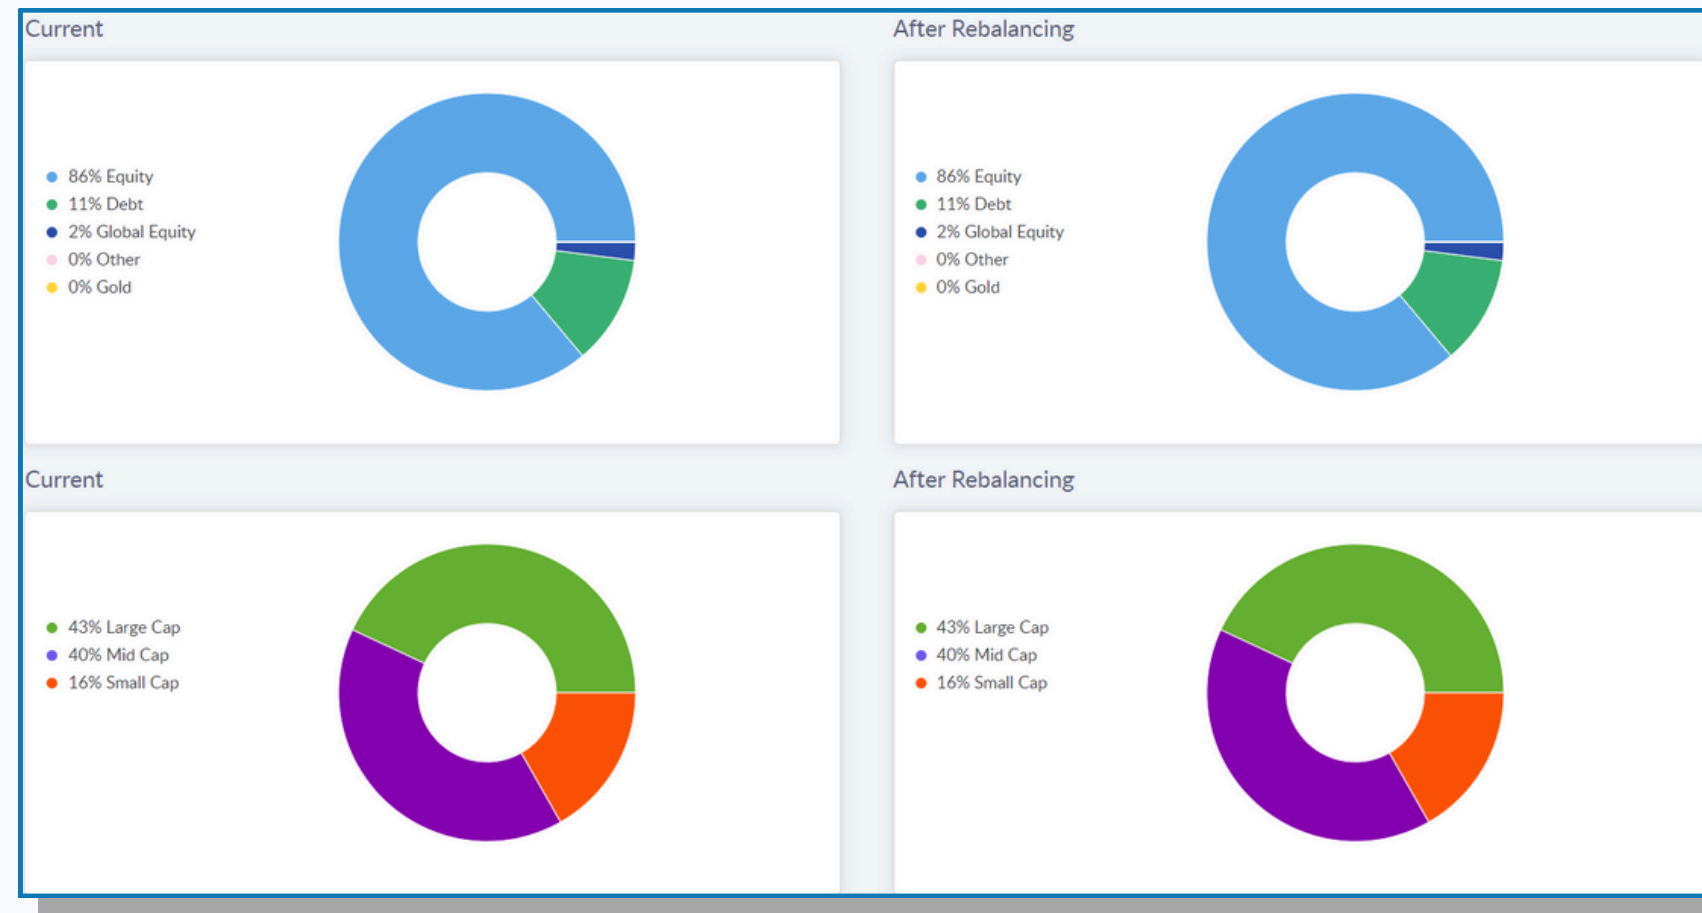 Current
86% Equity
11% Debt
2% Global Equity
0% Other
0% Gold
After Rebalancing
86% Equity
11% Debt
2% Global Equity
0% Other
0% Gold
Current
43% Large Cap
40% Mid Cap
16% Small Cap
After Rebalancing
43% Large Cap
40% Mid Cap
16% Small Cap